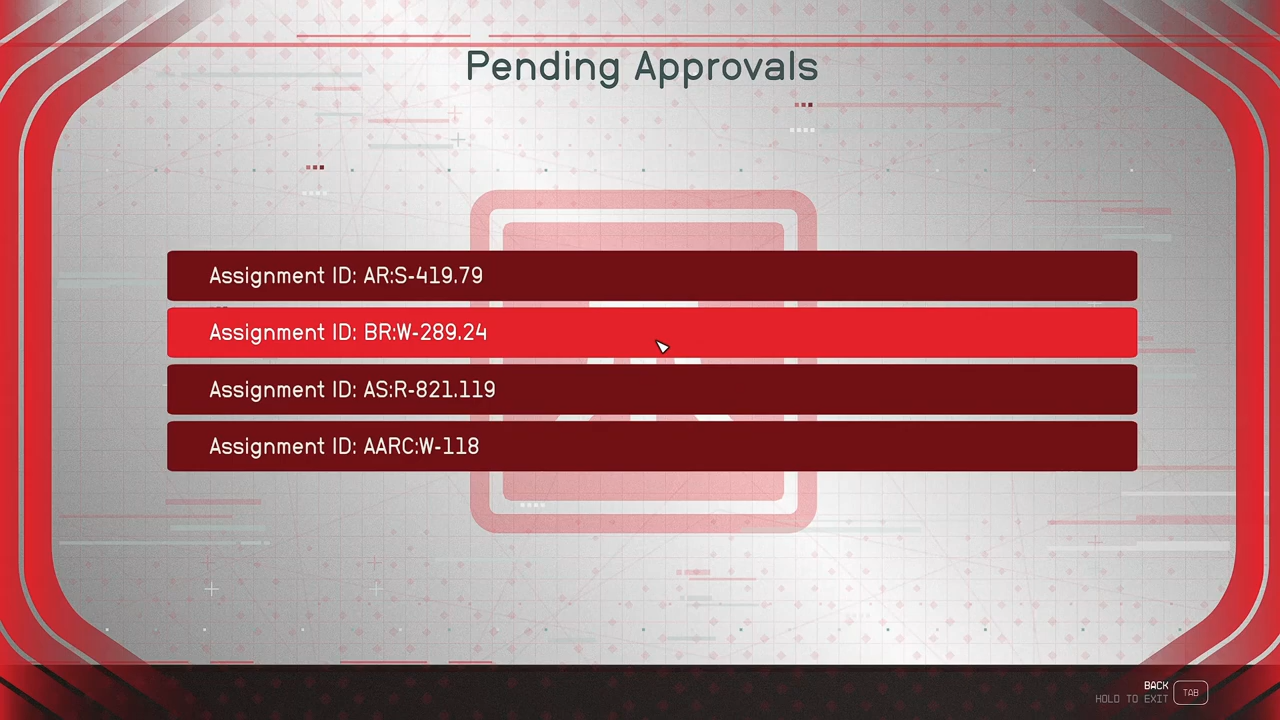 Pending Approvals
Assignment ID: AR:S-419.79
Assignment ID: BR:W-289.24
Assignment ID: AS:R-821.119
Assignment ID: AARC:W-118
BACK
HOLD TO EXIT
TAB